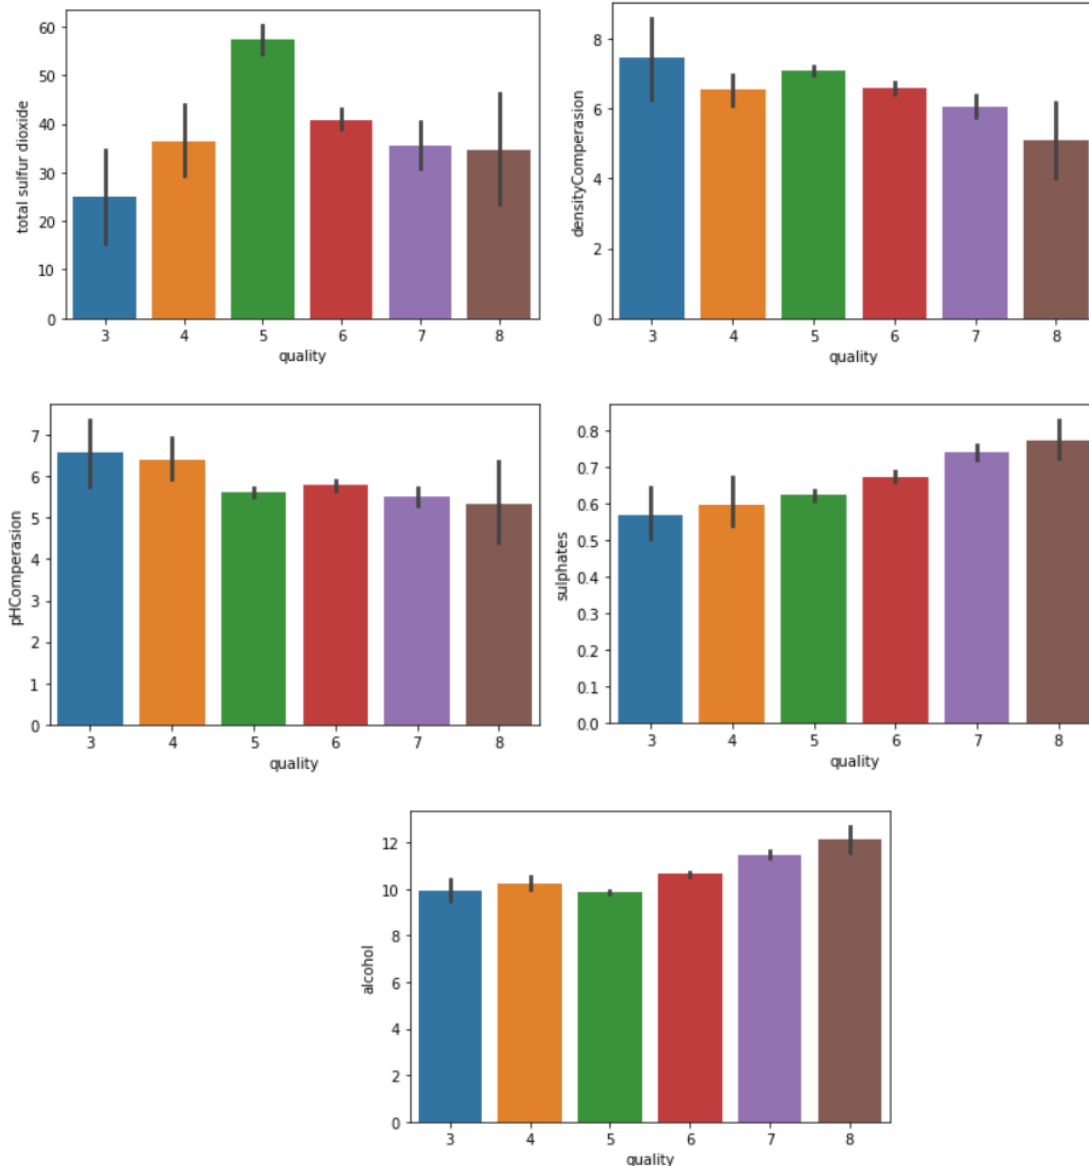 total sulfur dioxide
60
50
40
30
20
10
0
3 4 5 6 7 8
quality
densityComperasion
8
6
4
2
0
3 4 5 6 7 8
quality
pHComperasion
7
6
5
4
3
2
1
0
3 4 5 6 7 8
quality
sulphates
0.8
0.7
0.6
0.5
0.4
0.3
0.2
0.1
0.0
3 4 5 6 7 8
quality
alcohol
12
10
8
6
4
2
0
3 4 5 6 7 8
quality